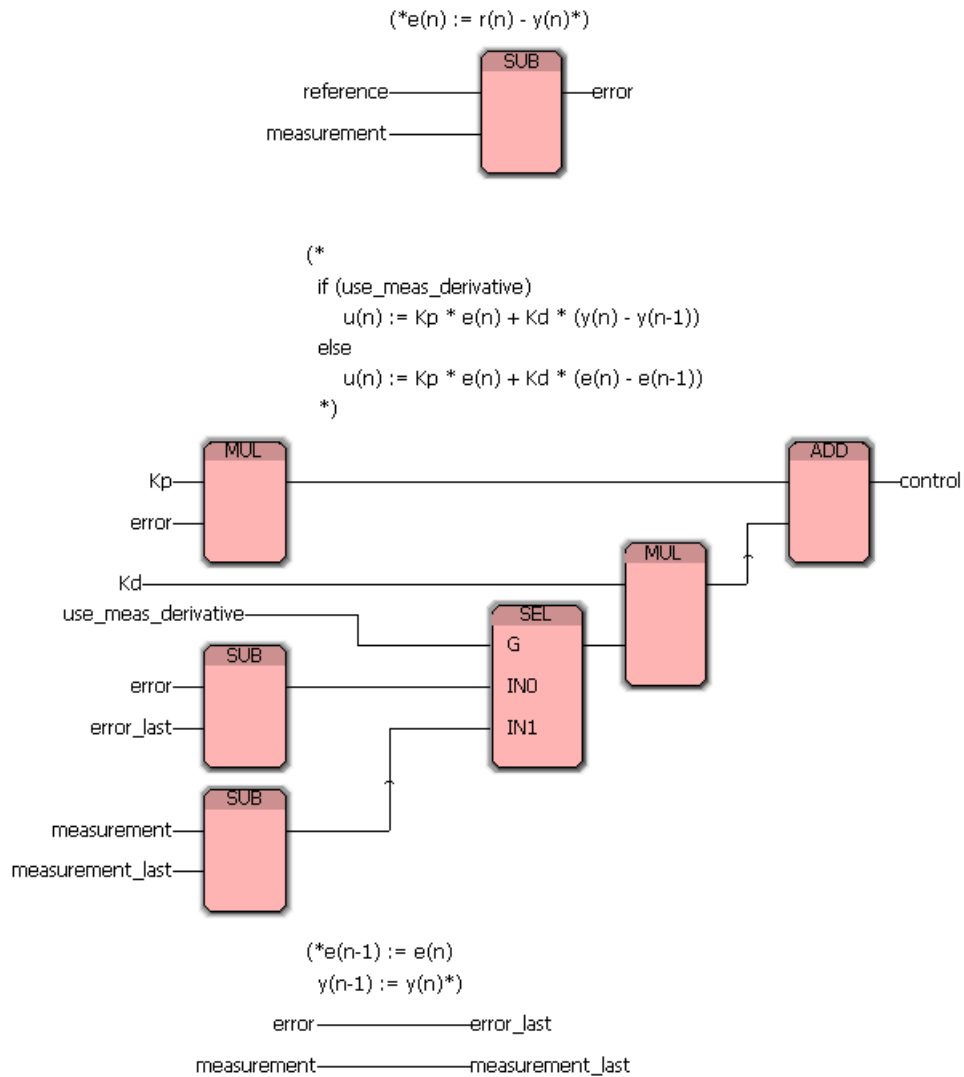 (*e(n) := r(n) - y(n)*)
SUB
reference
error
measurement
(*
if (use_meas_derivative)
u(n) := Kp * e(n) + Kd * (y(n) - y(n-1))
else
u(n) := Kp * e(n) + Kd * (e(n) - e(n-1))
*)
MUL
ADD
Kp
control
error
MUL
Kd
use_meas_derivative
SEL
G
SUB
error
IN0
error_last
IN1
SUB
measurement
measurement_last
(*e(n-1) := e(n)
y(n-1) := y(n)*)
error
error_last
measurement
measurement_last